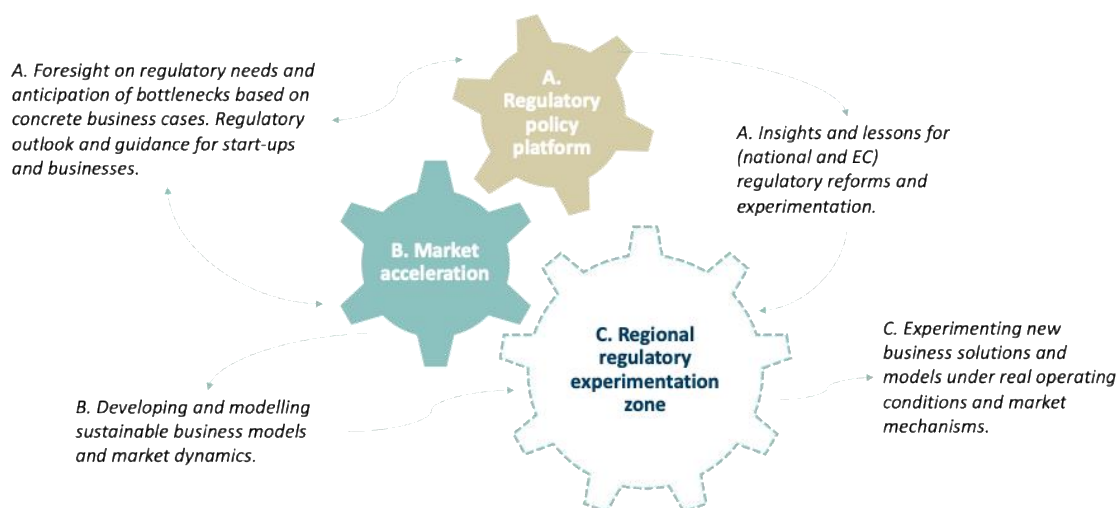 A. Foresight on regulatory needs and
anticipation of bottlenecks based on
concrete business cases. Regulatory
outlook and guidance for start-ups
and businesses.
A.
Regulatory
policy
platform
A. Insights and lessons for
(national and EC)
regulatory reforms and
experimentation.
B. Market
acceleration
C. Regional
regulatory
experimentation
zone
C. Experimenting new
business solutions and
models under real operating
conditions and market
mechanisms.
B. Developing and modelling
sustainable business models
and market dynamics.